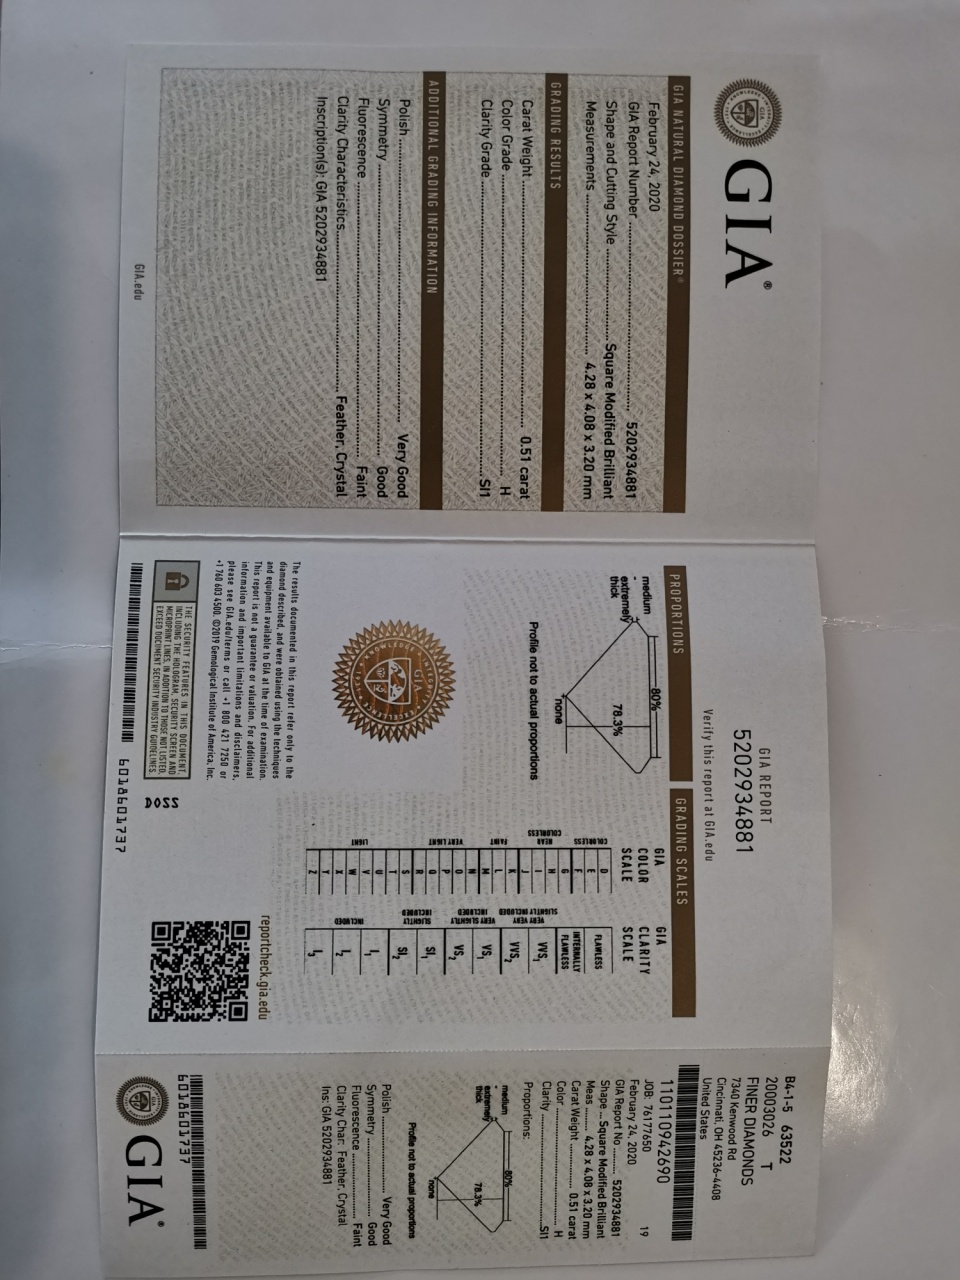 GIA®
GIA NATURAL DIAMOND DOSSIER®
February 24, 2020
GIA Report Number ........ 5202934881
Shape and Cutting Style ........ Square Modified Brilliant
Measurements ........ 4.28 x 4.08 x 3.20 mm
GRADING RESULTS
Carat Weight ........ 0.51 carat
Color Grade ........ H
Clarity Grade ........ SI1
ADDITIONAL GRADING INFORMATION
Polish ........ Very Good
Symmetry ........ Good
Fluorescence ........ Faint
Clarity Characteristics ........ Feather, Crystal
Inscription(s): GIA 5202934881
GIA.edu
GIA REPORT
5202934881
Verify this report at GIA.edu
PROPORTIONS
80%
medium
-
extremely
thick
78.3%
none
Profile not to actual proportions
GIA
The results documented in this report refer only to the
diamond described, and were obtained using the techniques
and equipment available to GIA at the time of examination.
This report is not a guarantee or valuation. For additional
information and important limitations and disclaimers,
please see GIA.edu/terms or call +1 800 421 7250 or
+1 760 603 4500. ©2019 Gemological Institute of America, Inc.
THE SECURITY FEATURES IN THIS DOCUMENT,
INCLUDING THE HOLOGRAM, SECURITY SCREEN AND
MICROPRINT LINES, IN ADDITION TO THOSE NOT LISTED,
EXCEED DOCUMENT SECURITY INDUSTRY GUIDELINES.
DOSS
6018601737
GRADING SCALES
GIA
COLOR
SCALE
COLORLESS
D
E
F
NEAR
COLORLESS
G
H
I
J
FAINT
K
L
M
VERY LIGHT
N
O
P
Q
R
LIGHT
S
T
U
V
W
X
Y
Z
GIA
CLARITY
SCALE
FLAWLESS
INTERNALLY
FLAWLESS
VERY VERY
SLIGHTLY INCLUDED
VVS1
VVS2
VERY SLIGHTLY
INCLUDED
VS1
VS2
SLIGHTLY
INCLUDED
SI1
SI2
INCLUDED
I1
I2
I3
reportcheck.gia.edu
B4-1-5 63522
20003026 T
FINER DIAMONDS
7340 Kenwood Rd
Cincinnati, OH 45236-4408
United States
110110942690
JOB: 76177650 19
February 24, 2020
GIA Report No ........ 5202934881
Shape ... Square Modified Brilliant
Meas ........ 4.28 x 4.08 x 3.20 mm
Carat Weight ........ 0.51 carat
Color ........ H
Clarity ........ SI1
Proportions:
80%
medium
-
extremely
thick
78.3%
none
Profile not to actual proportions
Polish ........ Very Good
Symmetry ........ Good
Fluorescence ........ Faint
Clarity Char: Feather, Crystal
Ins: GIA 5202934881
6018601737
GIA®